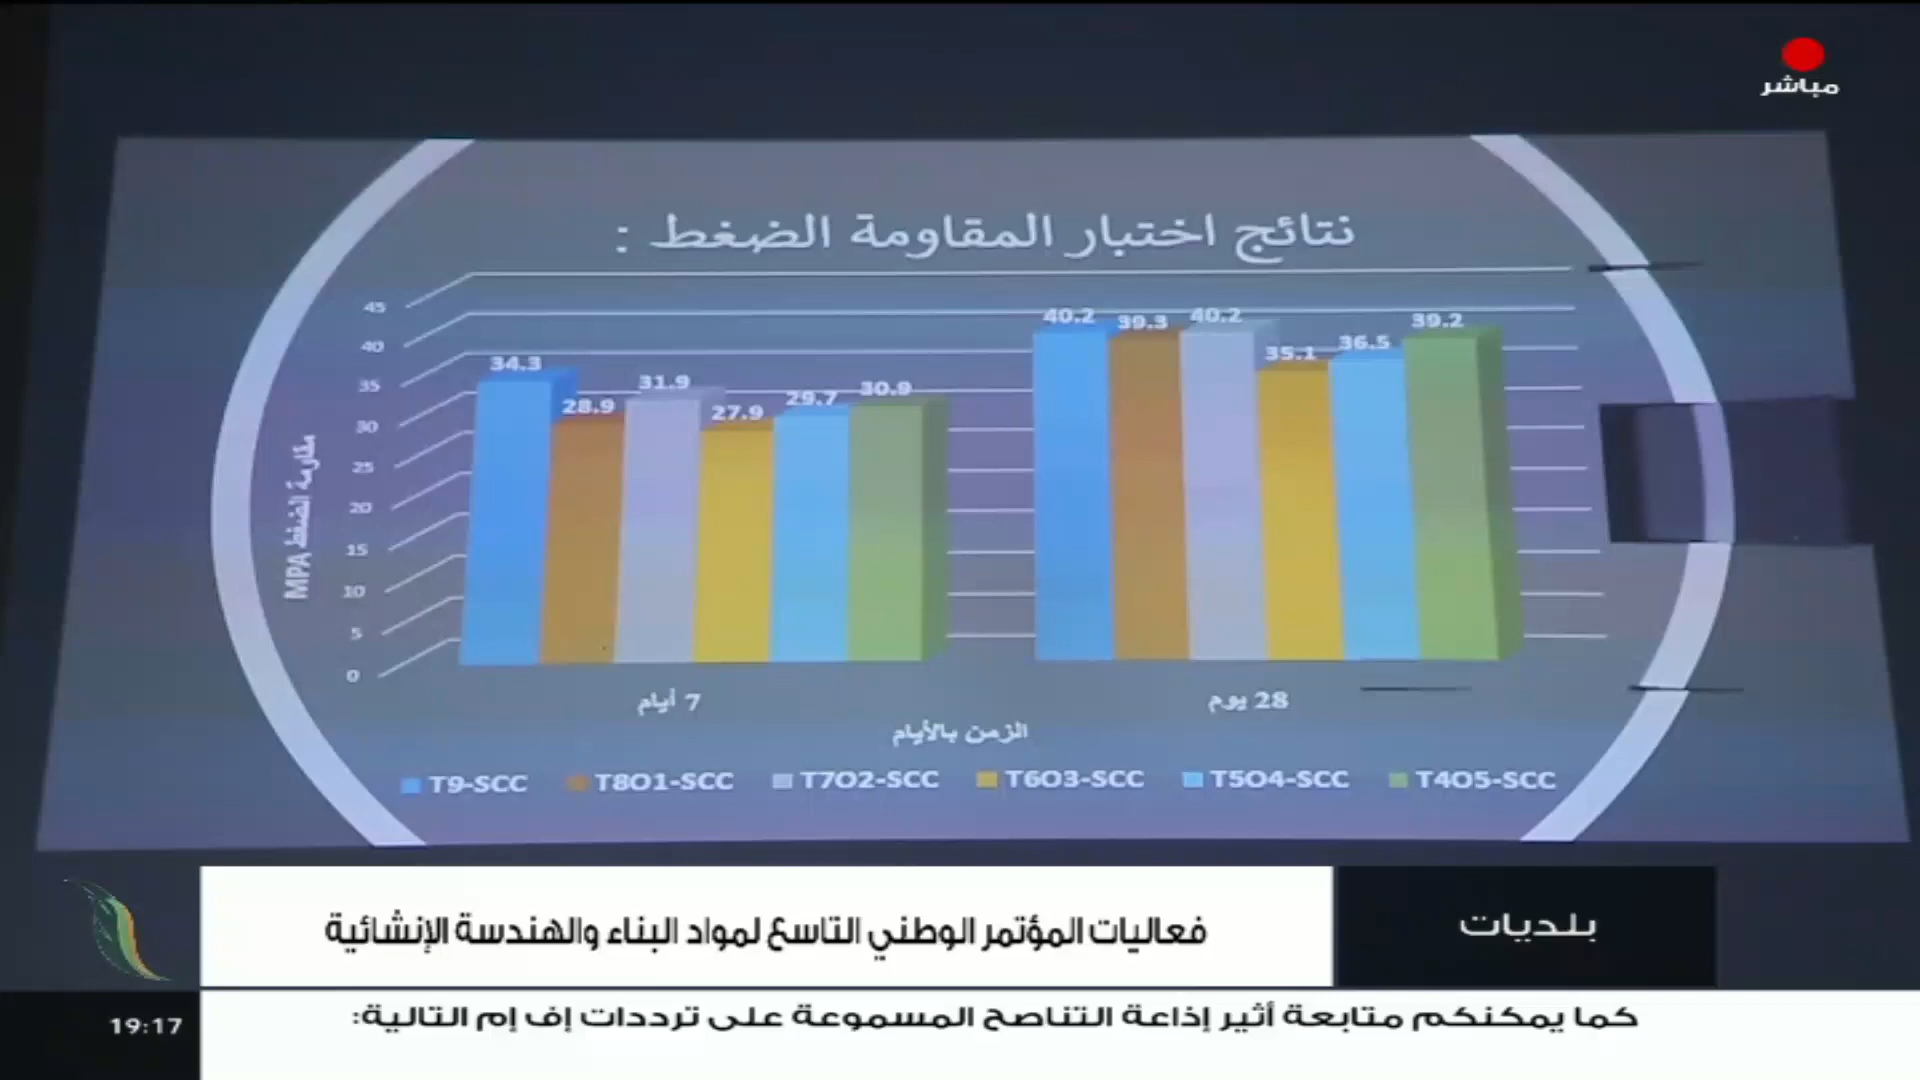 مباشر
نتائج اختبار المقاومة الضغط :
45
40
35
30
25
20
15
10
5
0
مقاومة الضغط MPA
34.3
28.9
31.9
27.9
29.7
30.9
40.2
39.3
40.2
35.1
36.5
39.2
7 أيام
28 يوم
الزمن بالأيام
T9-SCC
T8O1-SCC
T7O2-SCC
T6O3-SCC
T5O4-SCC
T4O5-SCC
بلديات
فعاليات المؤتمر الوطني التاسع لمواد البناء والهندسة الإنشائية
كما يمكنكم متابعة أثير إذاعة التناصح المسموعة على ترددات إف إم التالية:
19:17